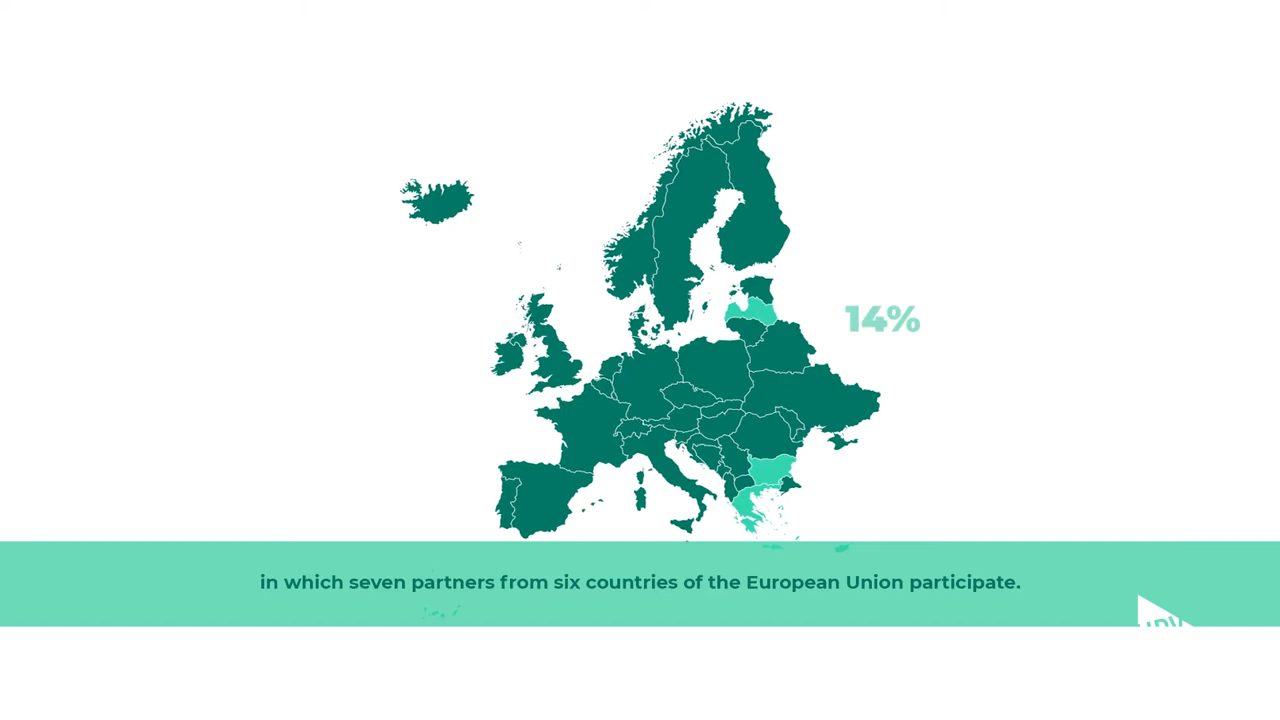 14%
in which seven partners from six countries of the European Union participate.